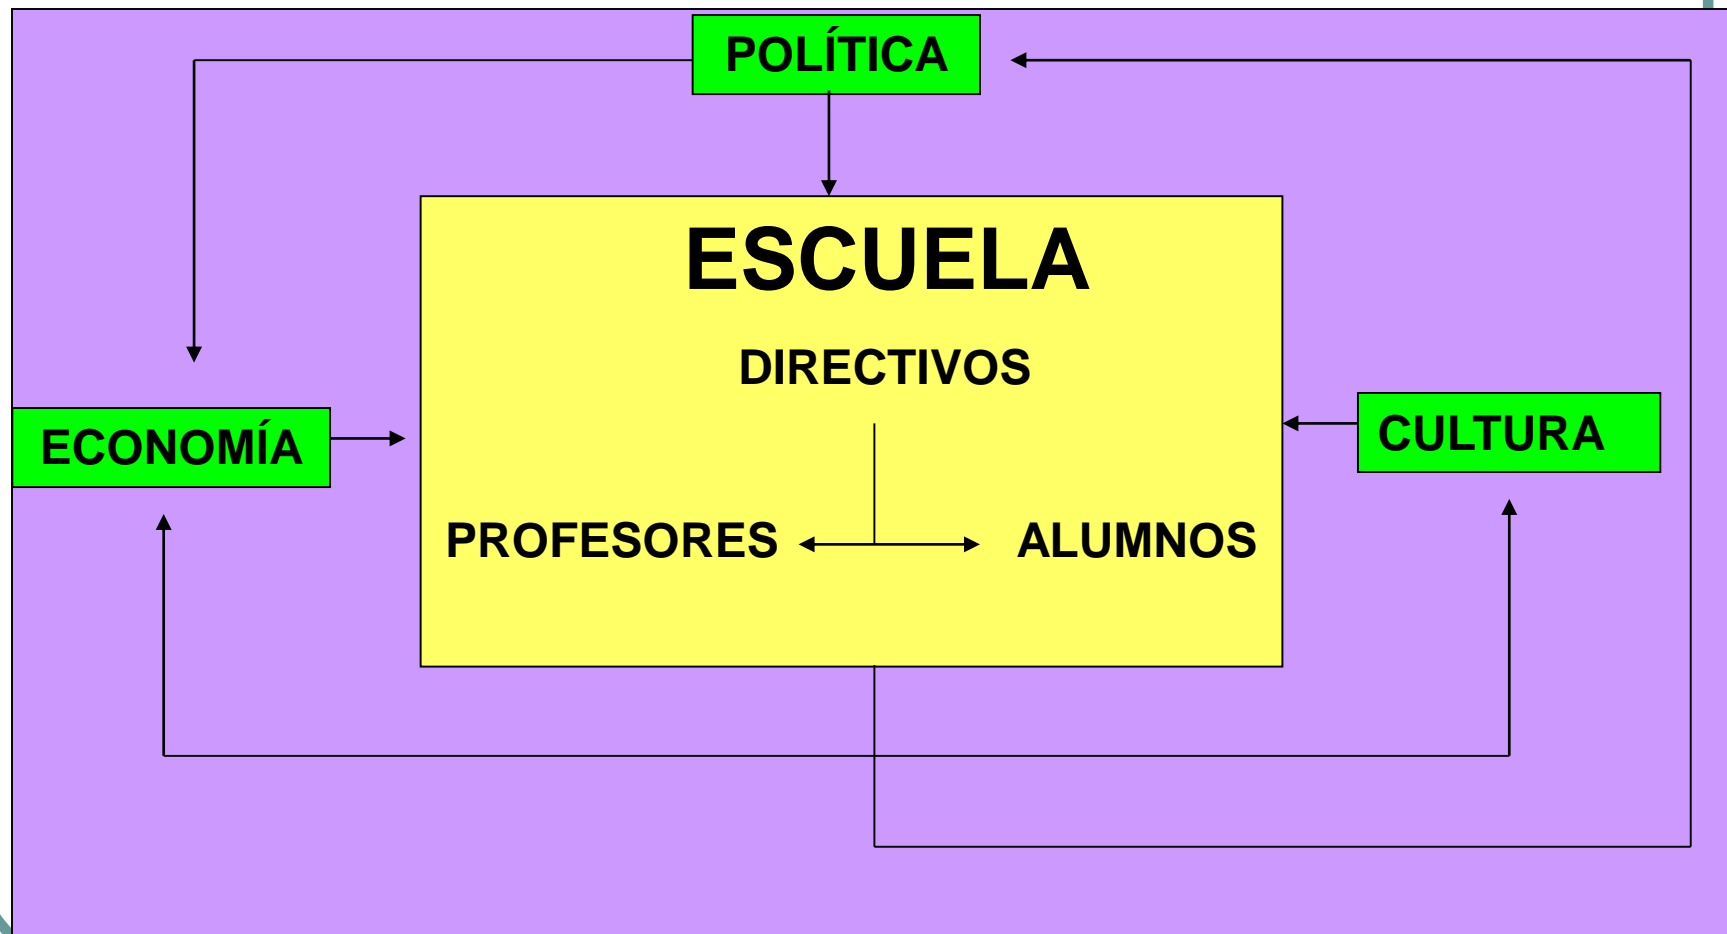 POLÍTICA
ESCUELA
DIRECTIVOS
ECONOMÍA
CULTURA
PROFESORES
ALUMNOS